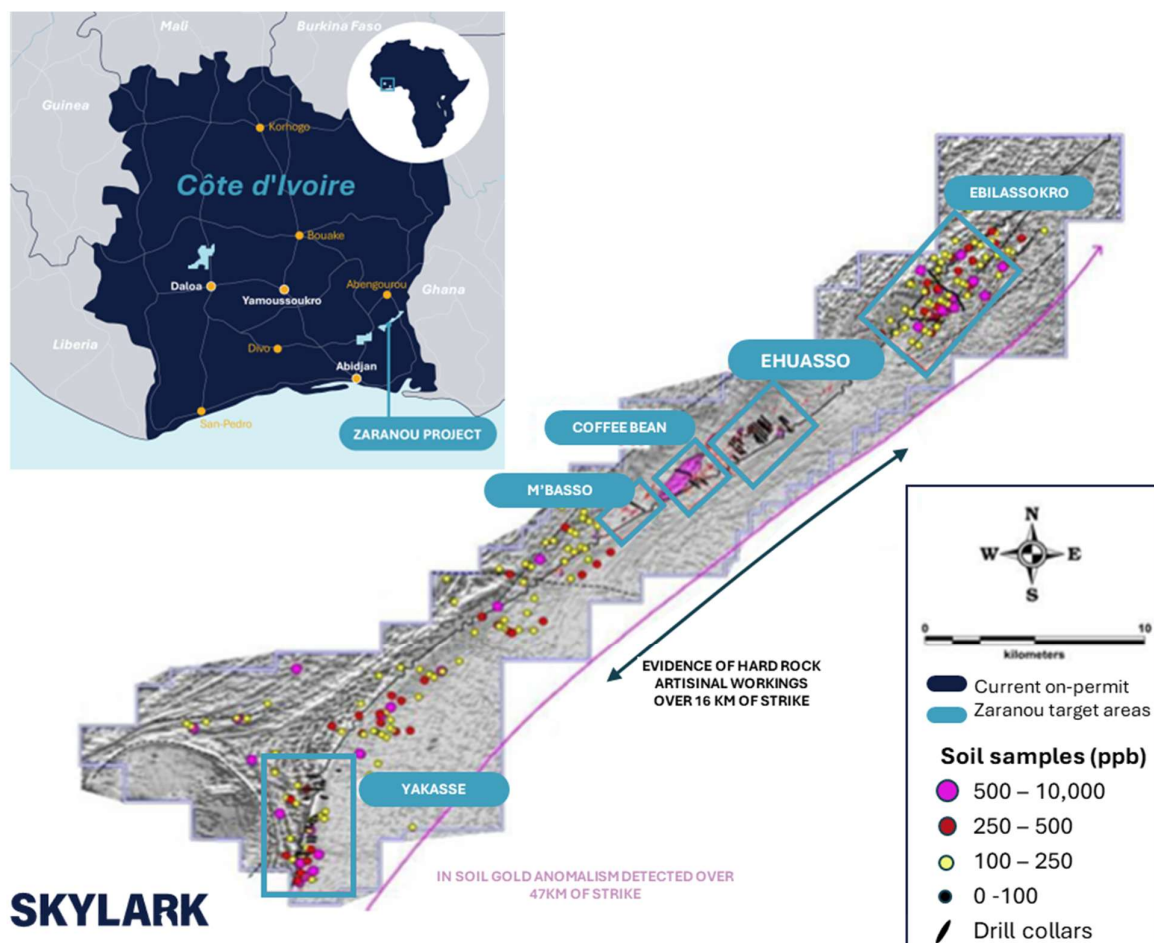 Mali
Burkina Faso
Guinea
Korhogo
Côte d'Ivoire
Bouake
Daloa
Yamoussoukro
Abengourou
Ghana
Liberia
Divo
Abidjan
San-Pedro
ZARANOU PROJECT
EBILASSOKRO
EHUASSO
COFFEE BEAN
M'BASSO
YAKASSE
EVIDENCE OF HARD ROCK
ARTISINAL WORKINGS
OVER 16 KM OF STRIKE
IN SOIL GOLD ANOMALISM DETECTED OVER
47KM OF STRIKE
N
W E
S
0 10
kilometers
Current on-permit
Zaranou target areas
Soil samples (ppb)
500 – 10,000
250 – 500
100 – 250
0 -100
Drill collars
SKYLARK